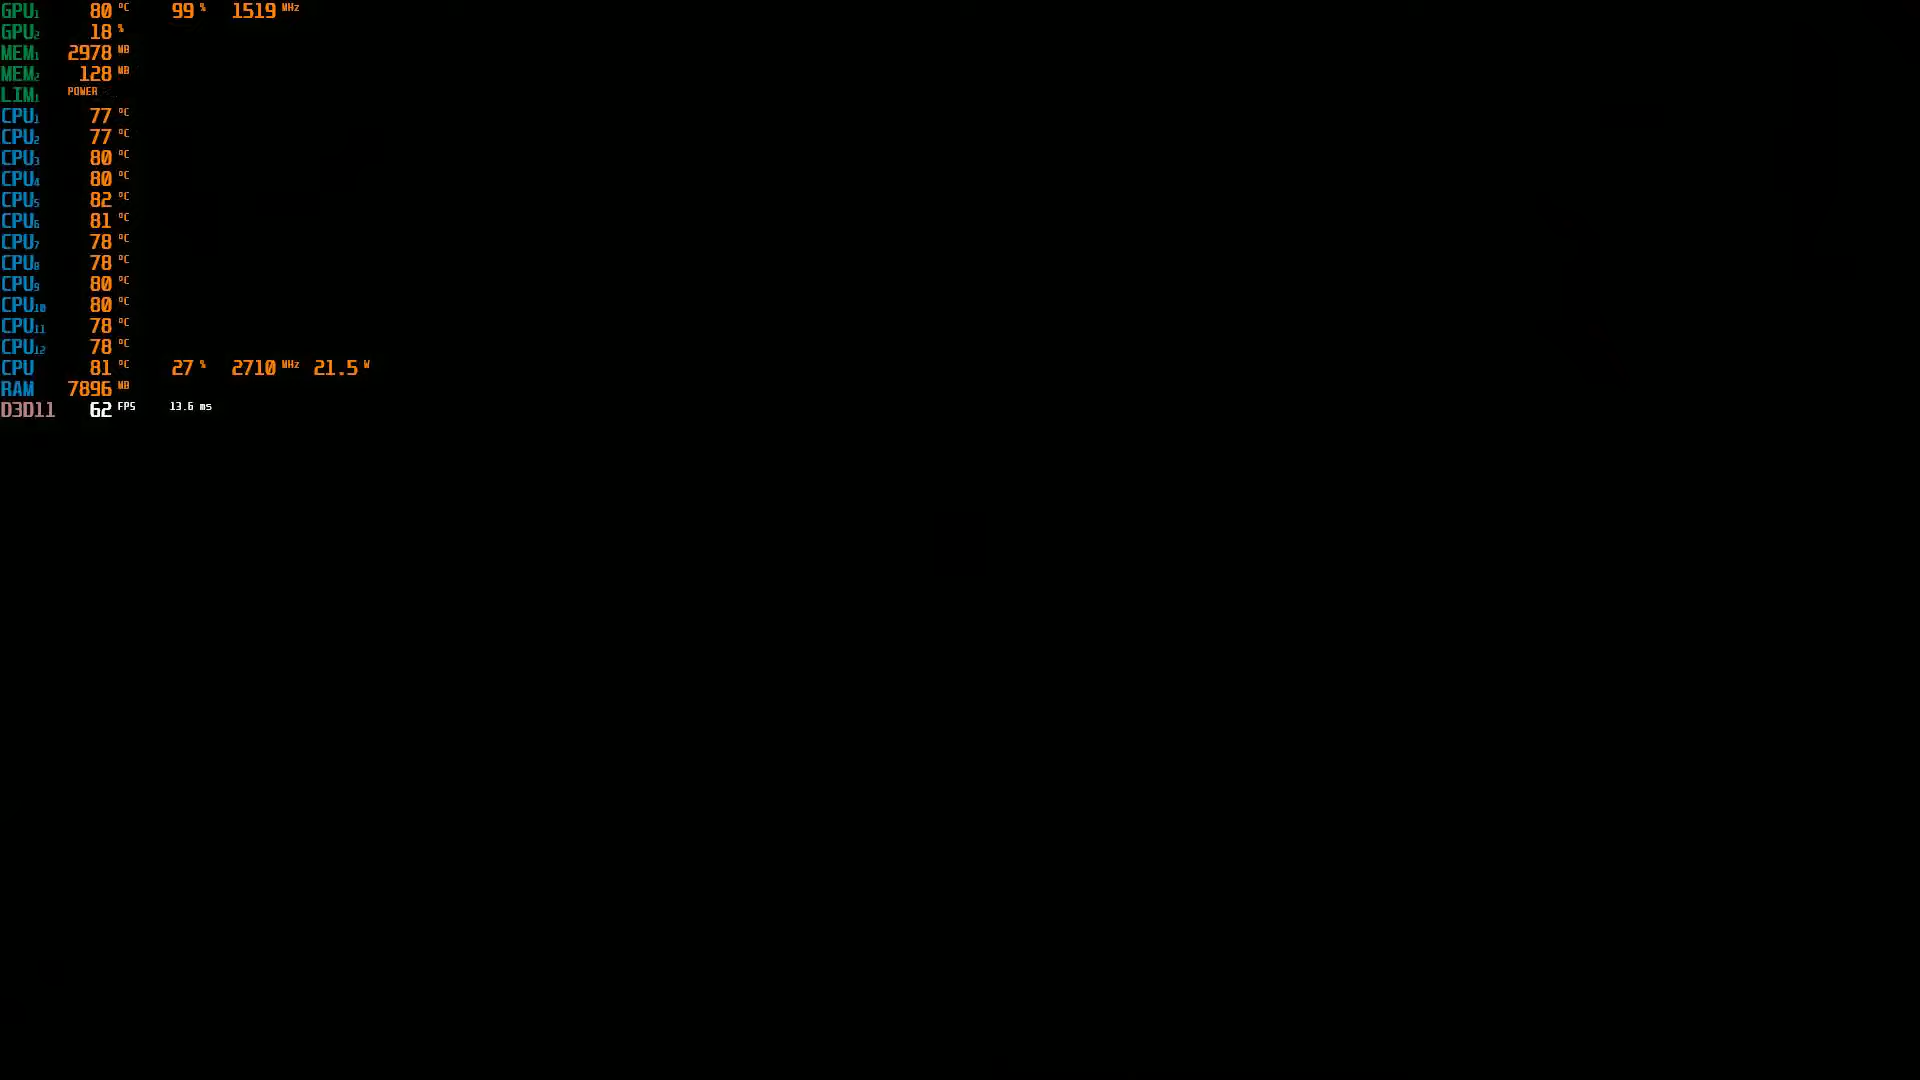 GPU1 80 °C 99 % 1519 MHz
GPU2 18 %
MEM1 2978 MB
MEM2 128 MB
LIM1 POWER
CPU1 77 °C
CPU2 77 °C
CPU3 80 °C
CPU4 80 °C
CPU5 82 °C
CPU6 81 °C
CPU7 78 °C
CPU8 78 °C
CPU9 80 °C
CPU10 80 °C
CPU11 78 °C
CPU12 78 °C
CPU 81 °C 27 % 2710 MHz 21.5 W
RAM 7896 MB
D3D11 62 FPS 13.6 ms